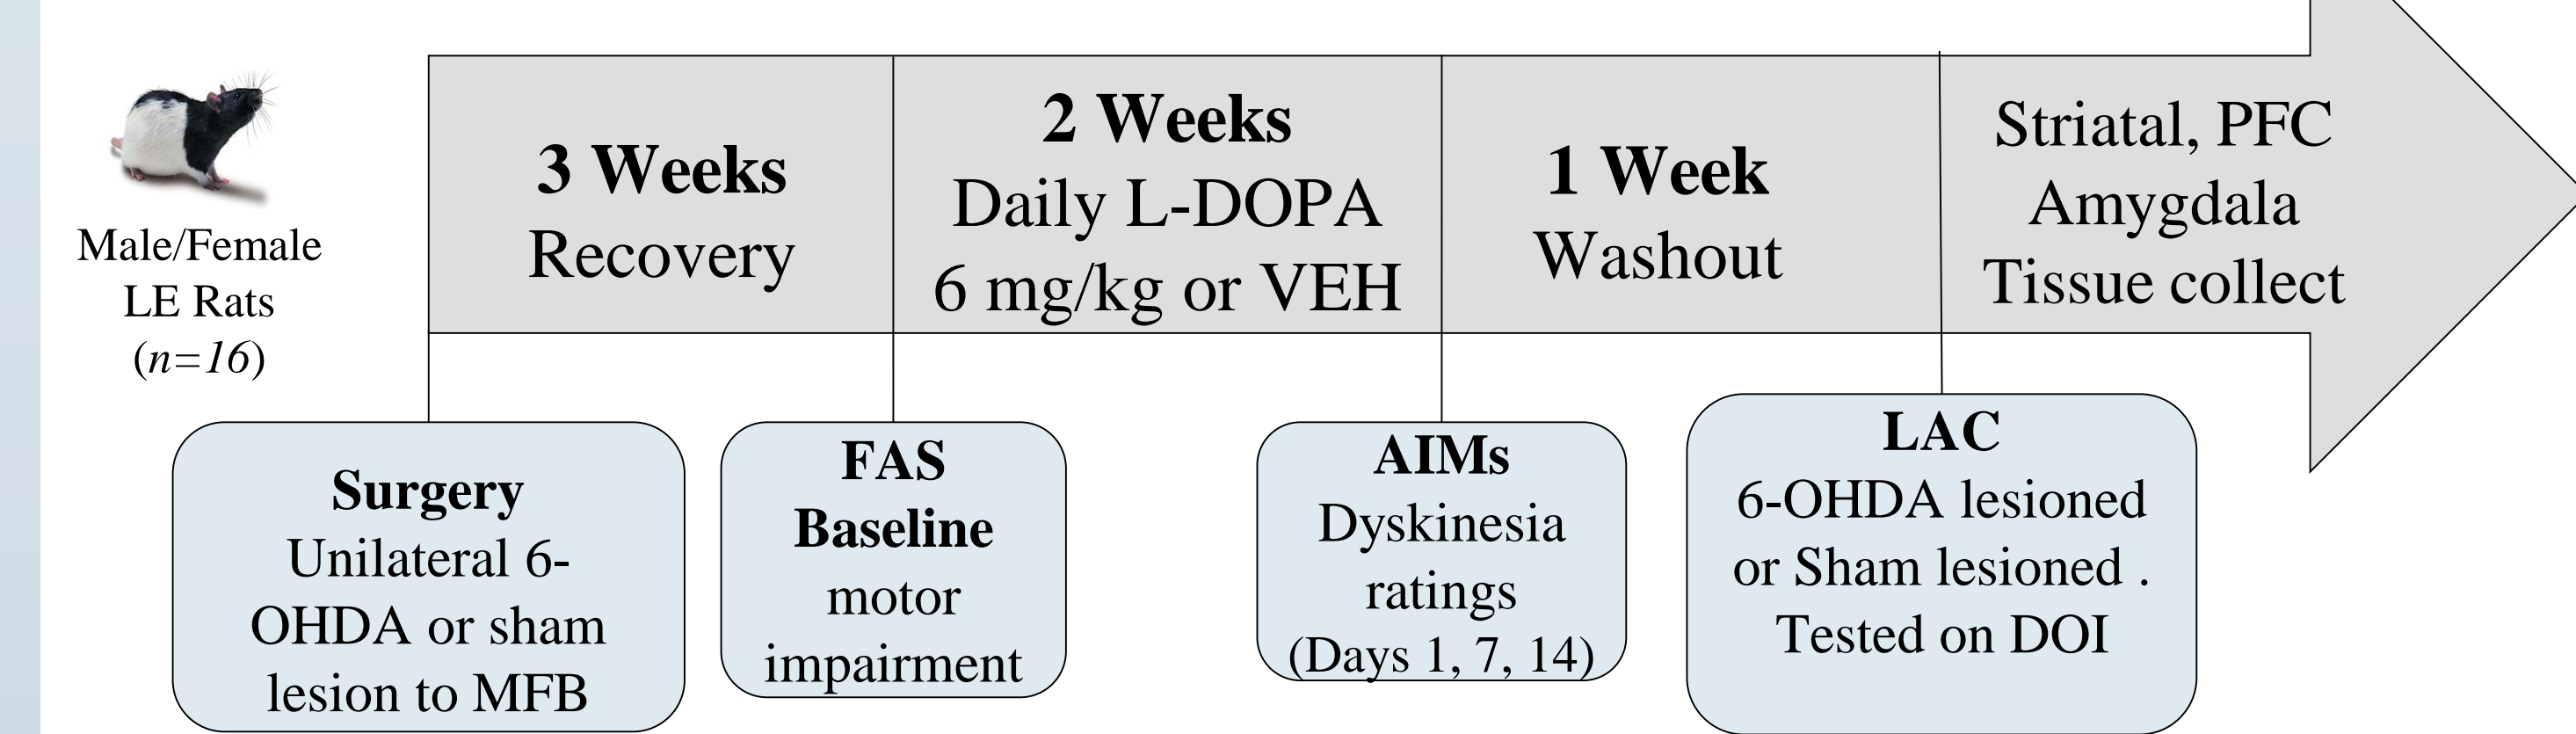 Male/Female
LE Rats
(n=16)
3 Weeks
Recovery
2 Weeks
Daily L-DOPA
6 mg/kg or VEH
1 Week
Washout
Striatal, PFC
Amygdala
Tissue collect
Surgery
Unilateral 6-
OHDA or sham
lesion to MFB
FAS
Baseline
motor
impairment
AIMs
Dyskinesia
ratings
(Days 1, 7, 14)
LAC
6-OHDA lesioned
or Sham lesioned .
Tested on DOI